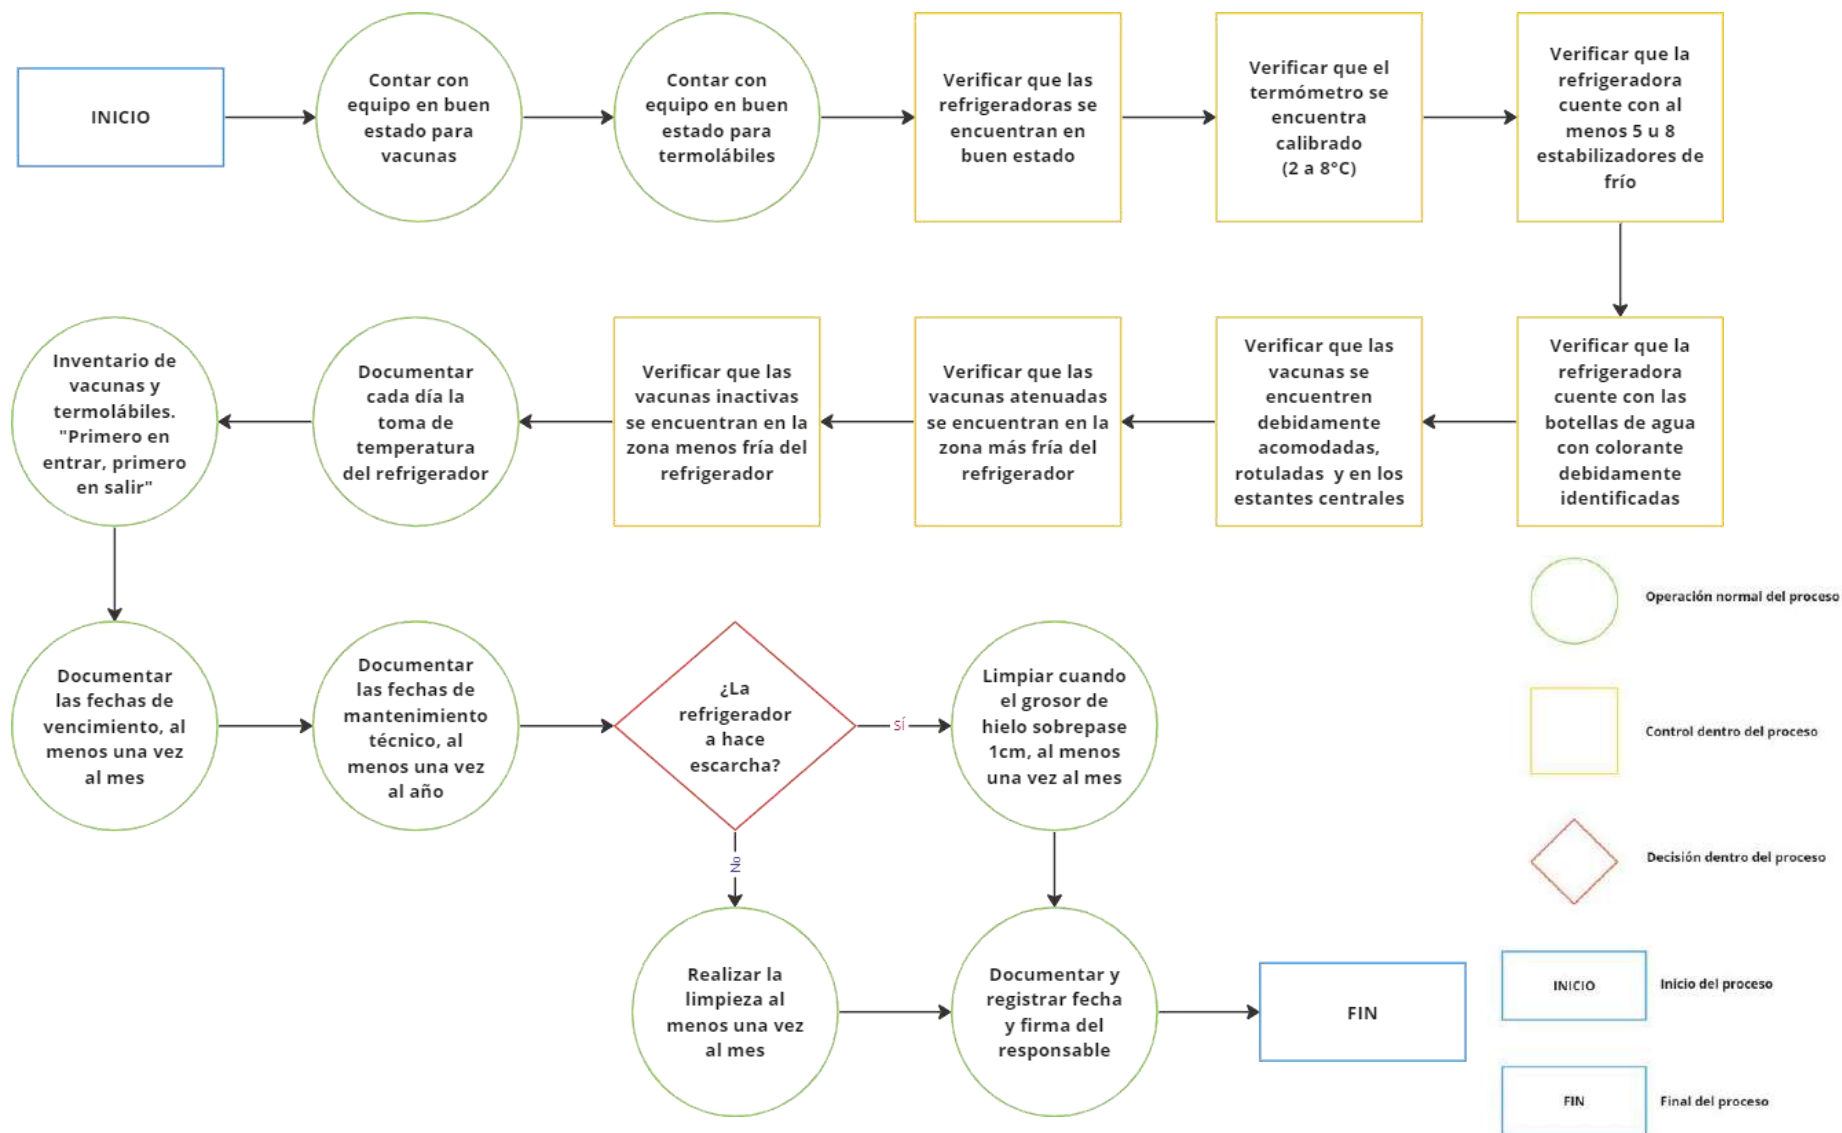 INICIO
Contar con
equipo en buen
estado para
vacunas
Contar con
equipo en buen
estado para
termolábiles
Verificar que las
refrigeradoras se
encuentran en
buen estado
Verificar que el
termómetro se
encuentra
calibrado
(2 a 8°C)
Verificar que la
refrigeradora
cuente con al
menos 5 u 8
estabilizadores de
frío
Verificar que la
refrigeradora
cuente con las
botellas de agua
con colorante
debidamente
identificadas
Verificar que las
vacunas se
encuentren
debidamente
acomodadas,
rotuladas y en los
estantes centrales
Verificar que las
vacunas atenuadas
se encuentran en la
zona más fría del
refrigerador
Verificar que las
vacunas inactivas
se encuentran en la
zona menos fría del
refrigerador
Documentar
cada día la
toma de
temperatura
del refrigerador
Inventario de
vacunas y
termolábiles.
"Primero en
entrar, primero
en salir"
Documentar
las fechas de
vencimiento, al
menos una vez
al mes
Documentar
las fechas de
mantenimiento
técnico, al
menos una vez
al año
¿La
refrigerador
a hace
escarcha?
SÍ
Limpiar cuando
el grosor de
hielo sobrepase
1cm, al menos
una vez al mes
No
Realizar la
limpieza al
menos una vez
al mes
Documentar y
registrar fecha
y firma del
responsable
FIN
Operación normal del proceso
Control dentro del proceso
Decisión dentro del proceso
INICIO
Inicio del proceso
FIN
Final del proceso